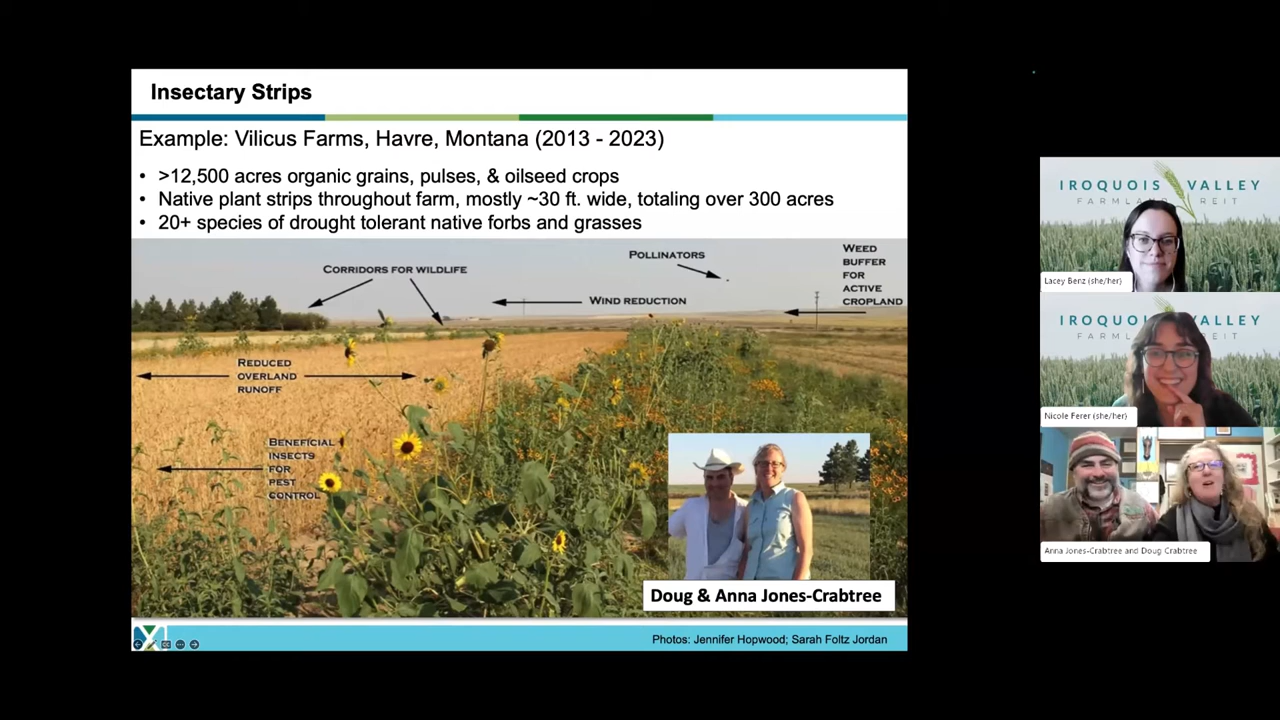 Insectary Strips
Example: Vilicus Farms, Havre, Montana (2013 - 2023)
• >12,500 acres organic grains, pulses, & oilseed crops
• Native plant strips throughout farm, mostly ~30 ft. wide, totaling over 300 acres
• 20+ species of drought tolerant native forbs and grasses
CORRIDORS FOR WILDLIFE
POLLINATORS
WEED
BUFFER
FOR
ACTIVE
CROPLAND
WIND REDUCTION
REDUCED
OVERLAND
RUNOFF
BENEFICIAL
INSECTS
FOR
PEST
CONTROL
Doug & Anna Jones-Crabtree
Photos: Jennifer Hopwood; Sarah Foltz Jordan
IROQUOIS VALLEY
FARMLAND REIT
Lacey Benz (she/her)
IROQUOIS VALLEY
Nicole Ferer (she/her)
Anna Jones-Crabtree and Doug Crabtree